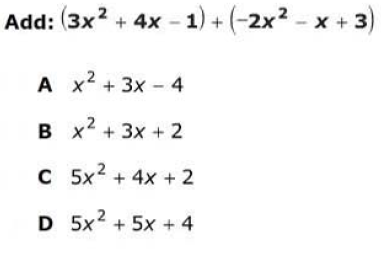 Add: (3x² + 4x − 1) + (−2x² − x + 3)
A x² + 3x − 4
B x² + 3x + 2
C 5x² + 4x + 2
D 5x² + 5x + 4